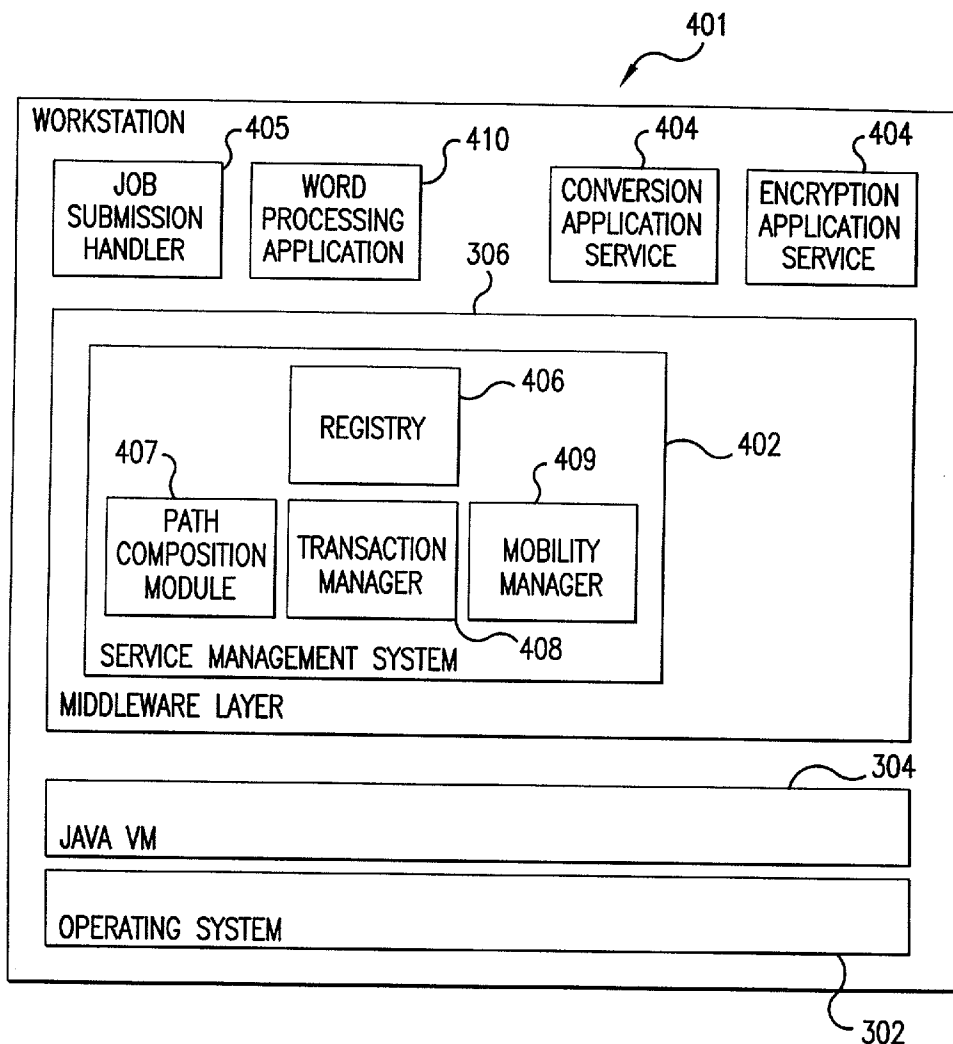 401
WORKSTATION
405
410
404
404
JOB
SUBMISSION
HANDLER
WORD
PROCESSING
APPLICATION
CONVERSION
APPLICATION
SERVICE
ENCRYPTION
APPLICATION
SERVICE
306
406
REGISTRY
402
407
409
PATH
COMPOSITION
MODULE
TRANSACTION
MANAGER
MOBILITY
MANAGER
408
SERVICE MANAGEMENT SYSTEM
MIDDLEWARE LAYER
304
JAVA VM
OPERATING SYSTEM
302